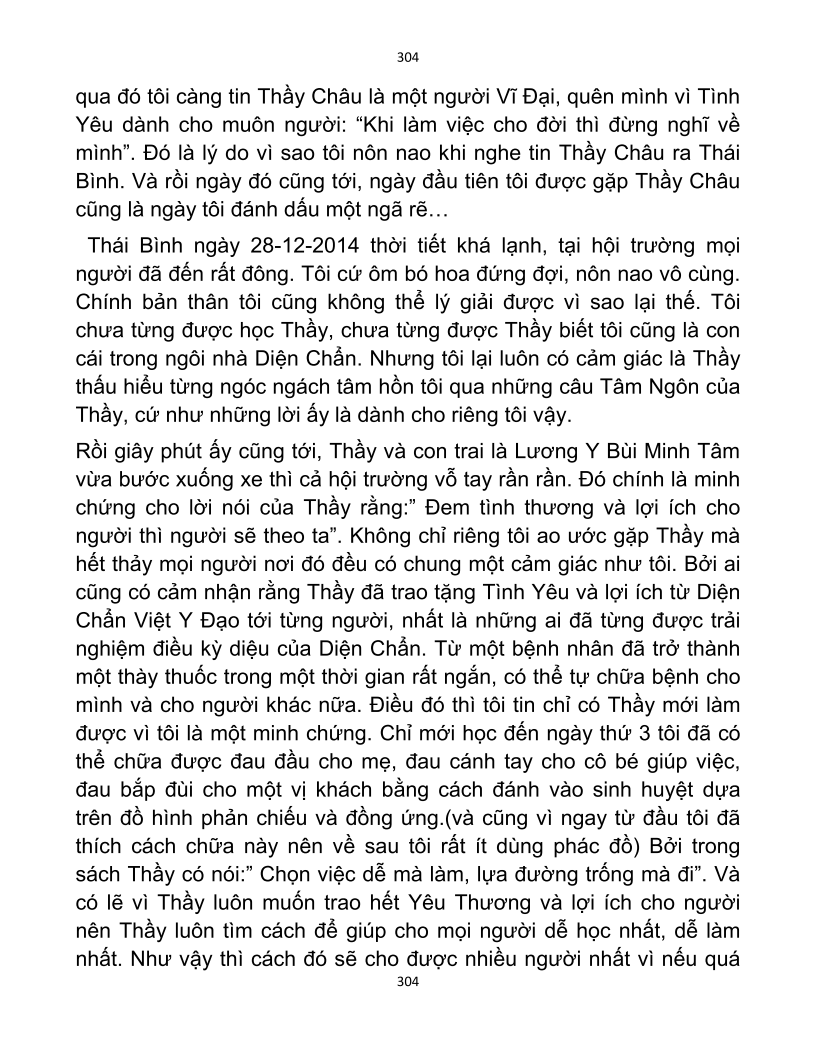 304
qua đó tôi càng tin Thầy Châu là một người Vĩ Đại, quên mình vì Tình
Yêu dành cho muôn người: “Khi làm việc cho đời thì đừng nghĩ về
mình”. Đó là lý do vì sao tôi nôn nao khi nghe tin Thầy Châu ra Thái
Bình. Và rồi ngày đó cũng tới, ngày đầu tiên tôi được gặp Thầy Châu
cũng là ngày tôi đánh dấu một ngã rẽ…
Thái Bình ngày 28-12-2014 thời tiết khá lạnh, tại hội trường mọi
người đã đến rất đông. Tôi cứ ôm bó hoa đứng đợi, nôn nao vô cùng.
Chính bản thân tôi cũng không thể lý giải được vì sao lại thế. Tôi
chưa từng được học Thầy, chưa từng được Thầy biết tôi cũng là con
cái trong ngôi nhà Diện Chẩn. Nhưng tôi lại luôn có cảm giác là Thầy
thấu hiểu từng ngóc ngách tâm hồn tôi qua những câu Tâm Ngôn của
Thầy, cứ như những lời ấy là dành cho riêng tôi vậy.
Rồi giây phút ấy cũng tới, Thầy và con trai là Lương Y Bùi Minh Tâm
vừa bước xuống xe thì cả hội trường vỗ tay rần rần. Đó chính là minh
chứng cho lời nói của Thầy rằng:” Đem tình thương và lợi ích cho
người thì người sẽ theo ta”. Không chỉ riêng tôi ao ước gặp Thầy mà
hết thảy mọi người nơi đó đều có chung một cảm giác như tôi. Bởi ai
cũng có cảm nhận rằng Thầy đã trao tặng Tình Yêu và lợi ích từ Diện
Chẩn Việt Y Đạo tới từng người, nhất là những ai đã từng được trải
nghiệm điều kỳ diệu của Diện Chẩn. Từ một bệnh nhân đã trở thành
một thày thuốc trong một thời gian rất ngắn, có thể tự chữa bệnh cho
mình và cho người khác nữa. Điều đó thì tôi tin chỉ có Thầy mới làm
được vì tôi là một minh chứng. Chỉ mới học đến ngày thứ 3 tôi đã có
thể chữa được đau đầu cho mẹ, đau cánh tay cho cô bé giúp việc,
đau bắp đùi cho một vị khách bằng cách đánh vào sinh huyệt dựa
trên đồ hình phản chiếu và đồng ứng.(và cũng vì ngay từ đầu tôi đã
thích cách chữa này nên về sau tôi rất ít dùng phác đồ) Bởi trong
sách Thầy có nói:” Chọn việc dễ mà làm, lựa đường trống mà đi”. Và
có lẽ vì Thầy luôn muốn trao hết Yêu Thương và lợi ích cho người
nên Thầy luôn tìm cách để giúp cho mọi người dễ học nhất, dễ làm
nhất. Như vậy thì cách đó sẽ cho được nhiều người nhất vì nếu quá
304